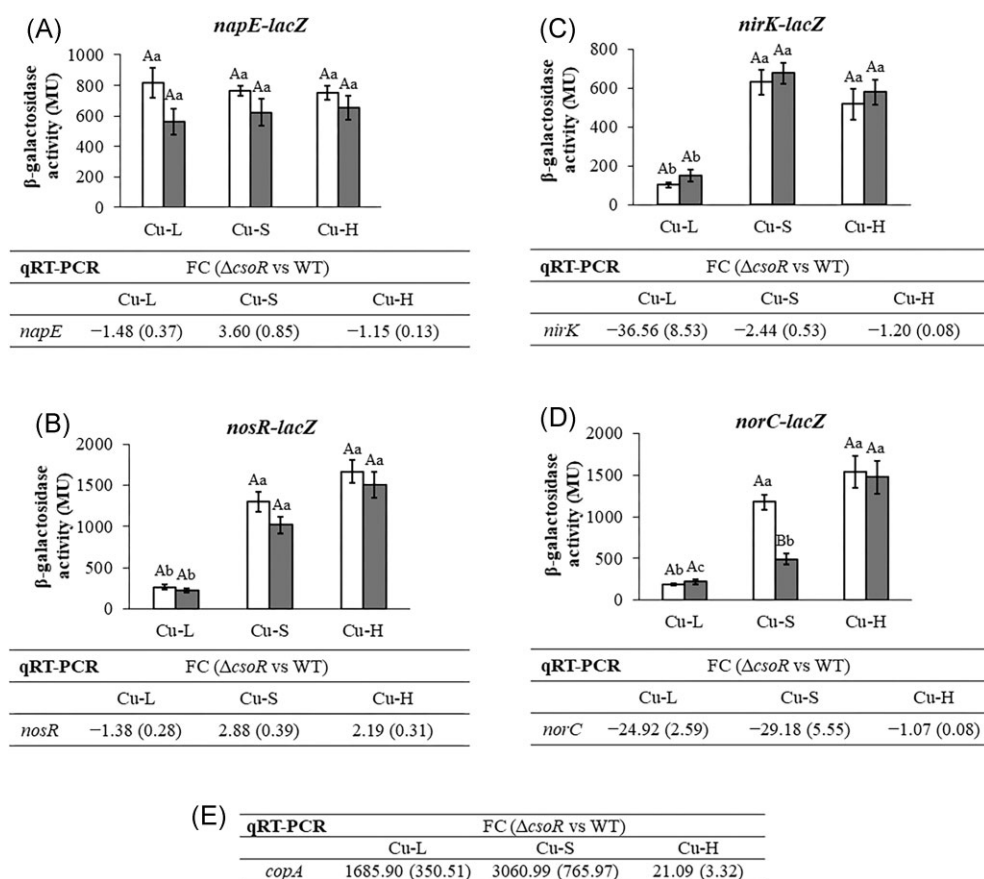 (A)
napE-lacZ
β-galactosidase
activity (MU)
1000
800
600
400
200
0
Aa
Aa
Aa
Aa
Aa
Aa
Cu-L Cu-S Cu-H
qRT-PCR FC (ΔcsoR vs WT)
Cu-L Cu-S Cu-H
napE −1.48 (0.37) 3.60 (0.85) −1.15 (0.13)
(C)
nirK-lacZ
β-galactosidase
activity (MU)
800
600
400
200
0
Ab
Ab
Aa
Aa
Aa
Aa
Cu-L Cu-S Cu-H
qRT-PCR FC (ΔcsoR vs WT)
Cu-L Cu-S Cu-H
nirK −36.56 (8.53) −2.44 (0.53) −1.20 (0.08)
(B)
nosR-lacZ
β-galactosidase
activity (MU)
2000
1500
1000
500
0
Ab
Ab
Aa
Aa
Aa
Aa
Cu-L Cu-S Cu-H
qRT-PCR FC (ΔcsoR vs WT)
Cu-L Cu-S Cu-H
nosR −1.38 (0.28) 2.88 (0.39) 2.19 (0.31)
(D)
norC-lacZ
β-galactosidase
activity (MU)
2000
1500
1000
500
0
Ab
Ac
Aa
Bb
Aa
Aa
Cu-L Cu-S Cu-H
qRT-PCR FC (ΔcsoR vs WT)
Cu-L Cu-S Cu-H
norC −24.92 (2.59) −29.18 (5.55) −1.07 (0.08)
(E)
qRT-PCR FC (ΔcsoR vs WT)
Cu-L Cu-S Cu-H
copA 1685.90 (350.51) 3060.99 (765.97) 21.09 (3.32)